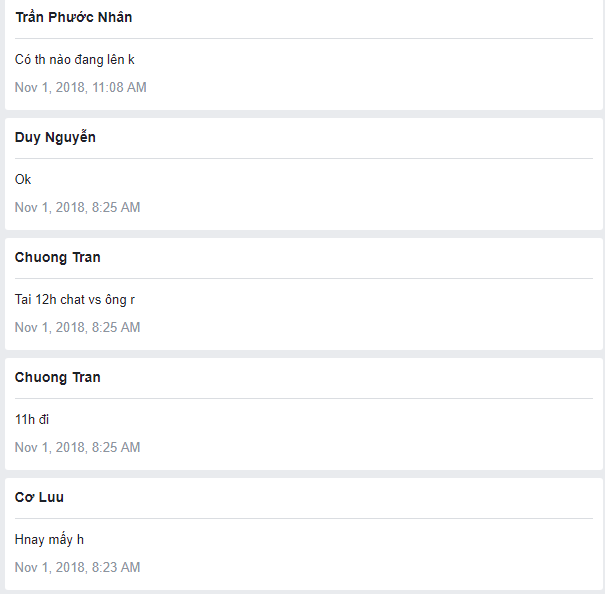 Trần Phước Nhân
Có th nào đang lên k
Nov 1, 2018, 11:08 AM
Duy Nguyễn
Ok
Nov 1, 2018, 8:25 AM
Chuong Tran
Tai 12h chat vs ông r
Nov 1, 2018, 8:25 AM
Chuong Tran
11h đi
Nov 1, 2018, 8:25 AM
Cơ Luu
Hnay mấy h
Nov 1, 2018, 8:23 AM